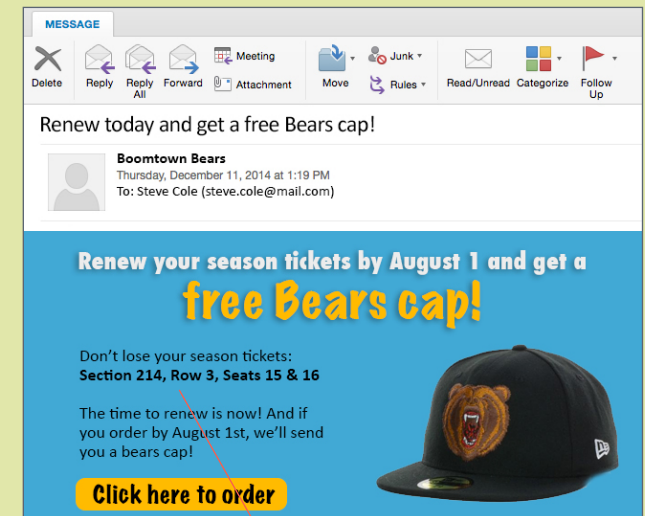 MESSAGE
Delete
Reply
Reply All
Forward
Meeting
Attachment
Move
Junk
Rules
Read/Unread
Categorize
Follow Up
Renew today and get a free Bears cap!
Boomtown Bears
Thursday, December 11, 2014 at 1:19 PM
To: Steve Cole (steve.cole@mail.com)
Renew your season tickets by August 1 and get a
free Bears cap!
Don't lose your season tickets:
Section 214, Row 3, Seats 15 & 16
The time to renew is now! And if
you order by August 1st, we'll send
you a bears cap!
Click here to order